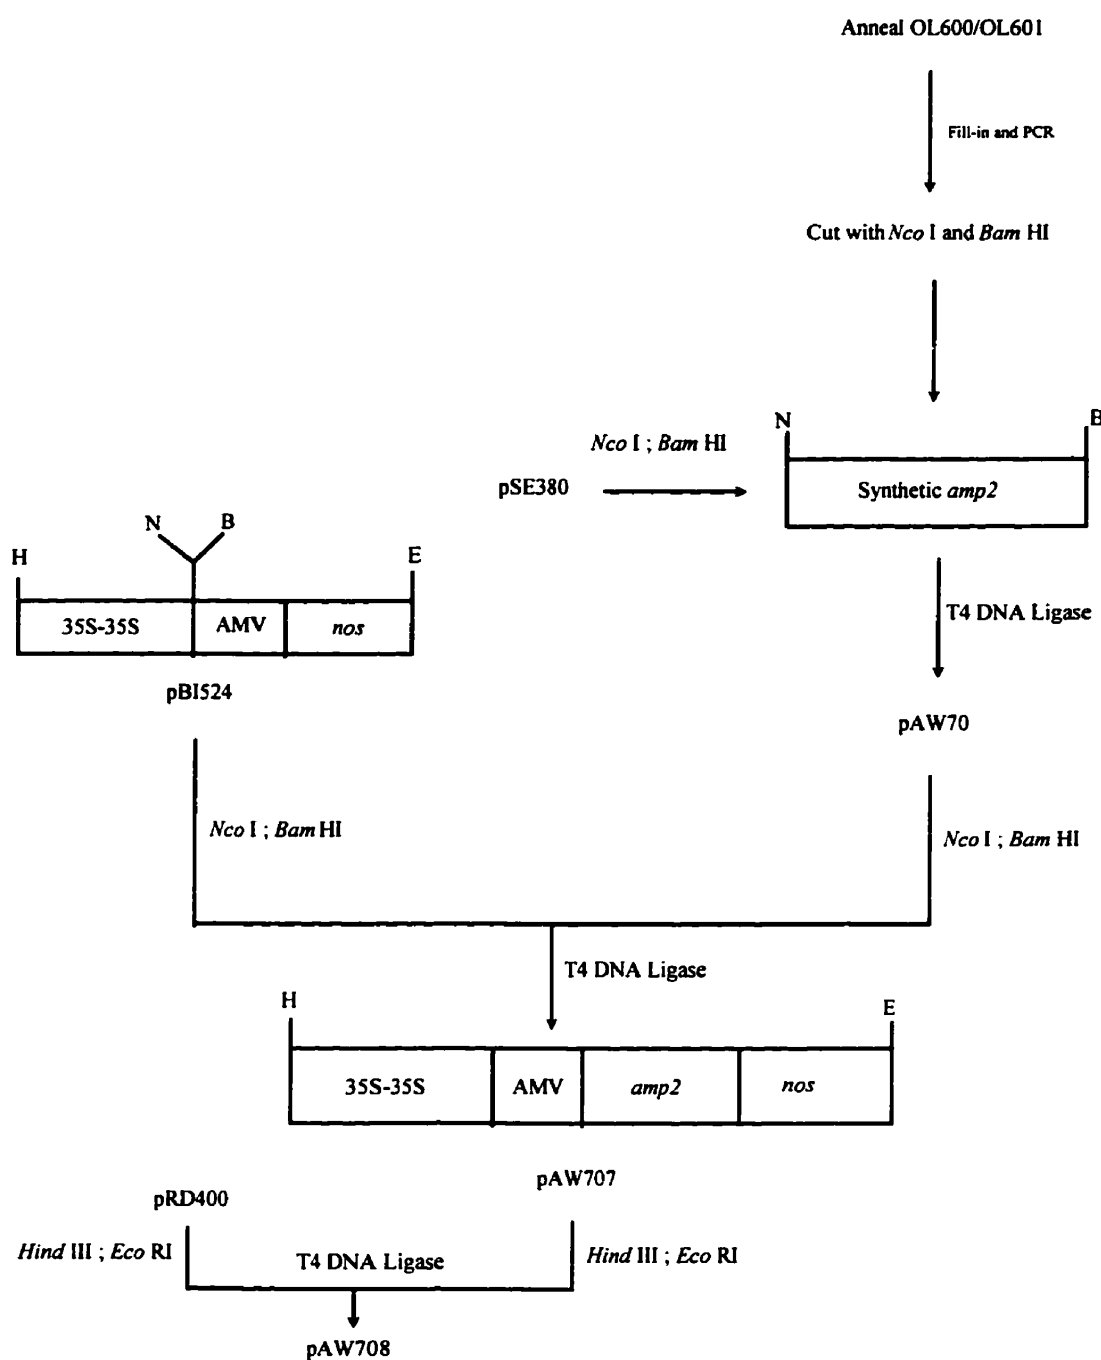 Anneal OL600/OL601
Fill-in and PCR
Cut with Nco I and Bam HI
N B
Nco I ; Bam HI
pSE380
Synthetic amp2
N B
H E
35S-35S AMV nos
T4 DNA Ligase
pBI524
pAW70
Nco I ; Bam HI
Nco I ; Bam HI
T4 DNA Ligase
H E
35S-35S AMV amp2 nos
pAW707
pRD400
Hind III ; Eco RI
T4 DNA Ligase
Hind III ; Eco RI
pAW708